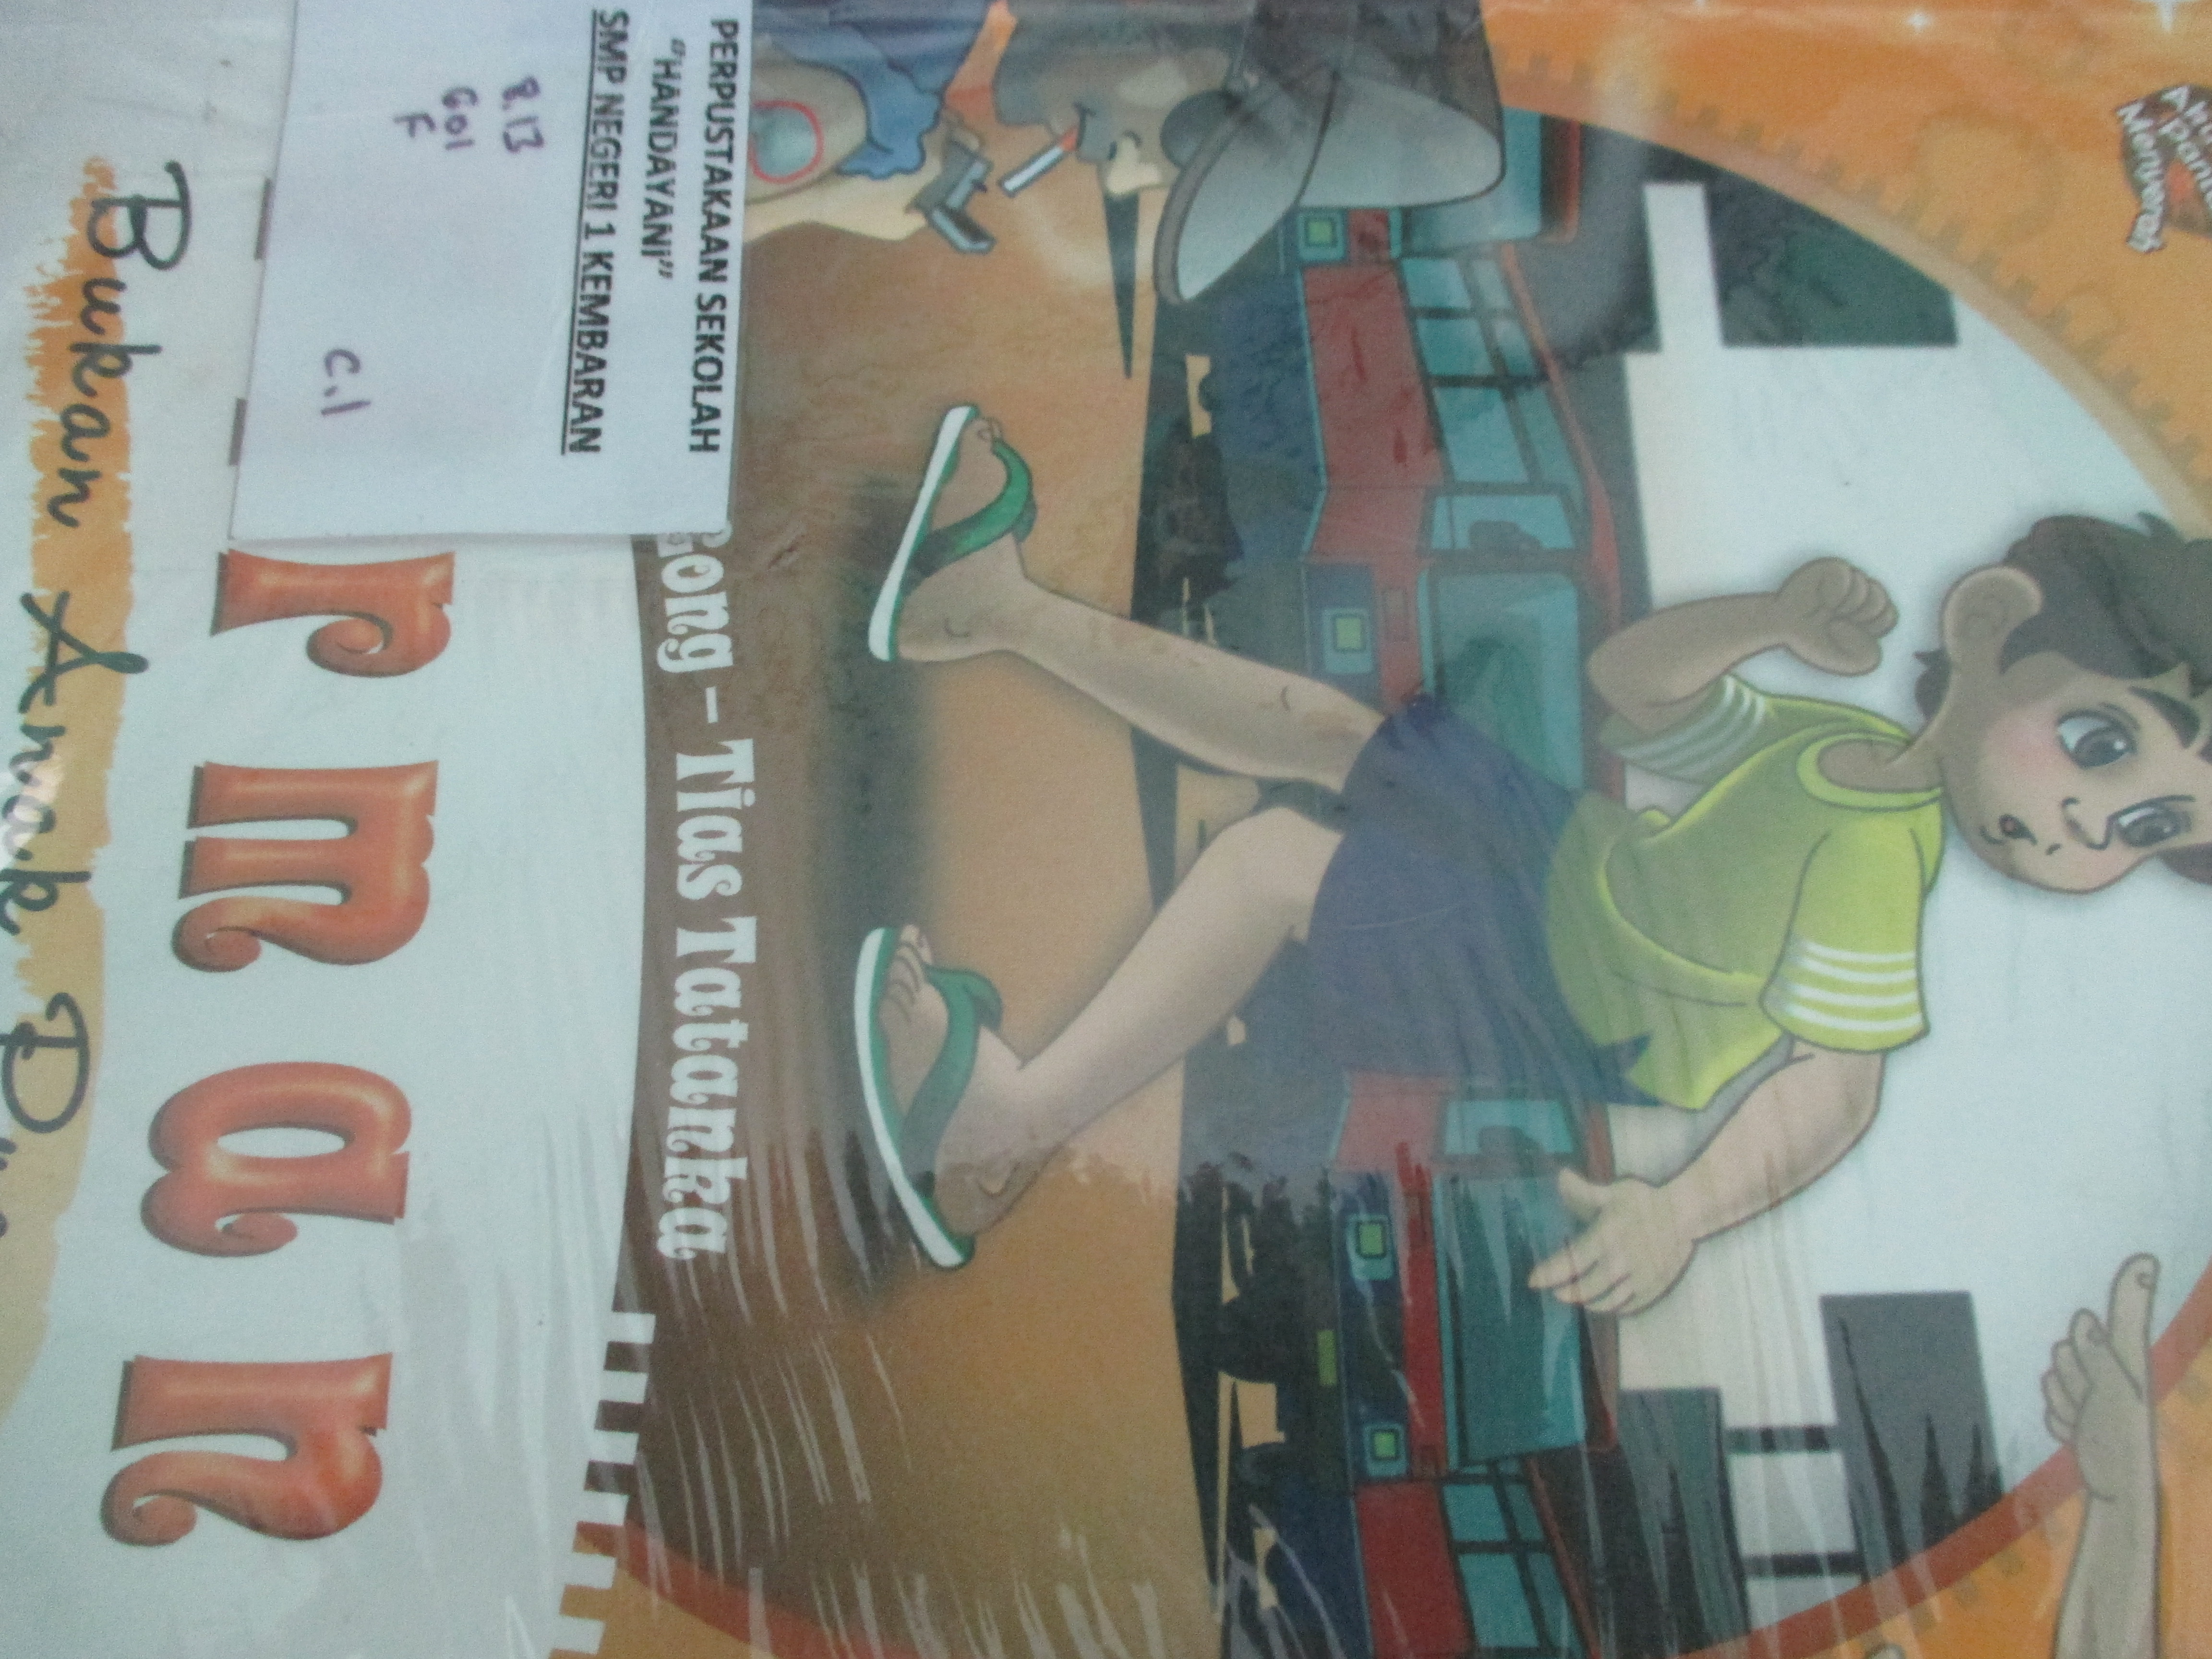 PERPUSTAKAAN SEKOLAH
"HANDAYANI"
SMP NEGERI 1 KEMBARAN
8.13
GOl
F
C.1
Gong - Tias Tatanka
rman
Bukan Anak